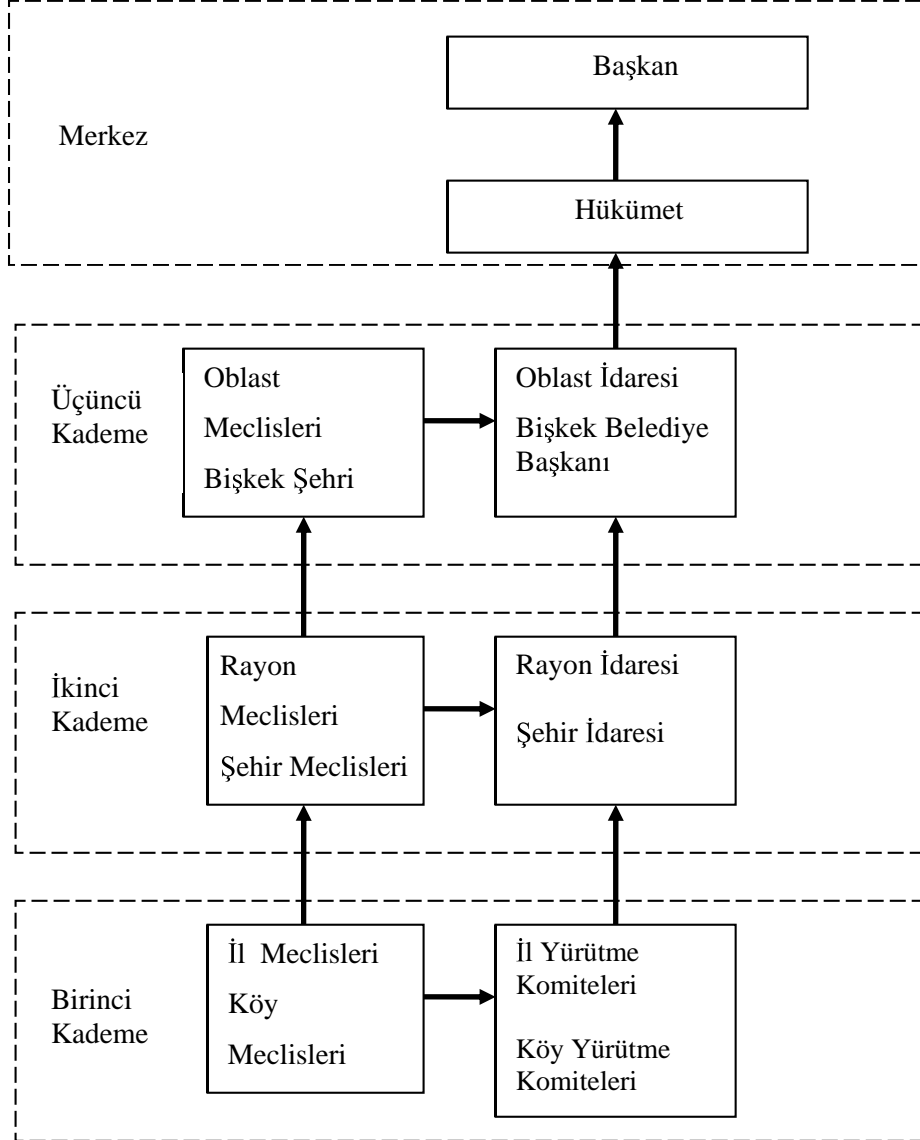 Başkan
Merkez
Hükümet
Üçüncü
Kademe
Oblast
Meclisleri
Bişkek Şehri
Oblast İdaresi
Bişkek Belediye
Başkanı
İkinci
Kademe
Rayon
Meclisleri
Şehir Meclisleri
Rayon İdaresi
Şehir İdaresi
Birinci
Kademe
İl Meclisleri
Köy
Meclisleri
İl Yürütme
Komiteleri
Köy Yürütme
Komiteleri